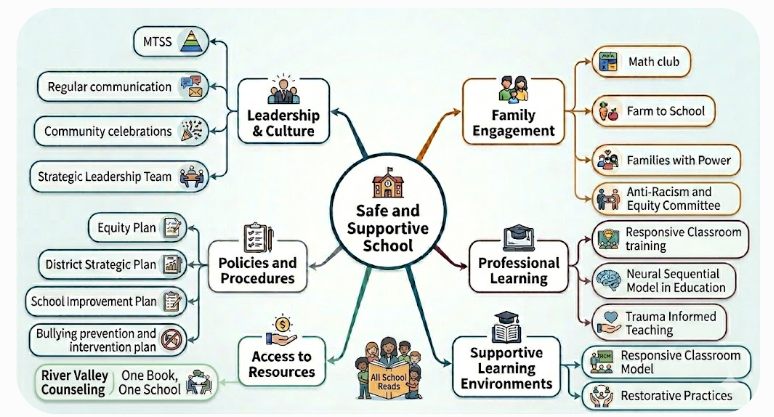 MTSS
Regular communication
Community celebrations
Strategic Leadership Team
Leadership
& Culture
Equity Plan
District Strategic Plan
School Improvement Plan
Bullying prevention and
intervention plan
Policies and
Procedures
River Valley
Counseling
One Book,
One School
Access to
Resources
Safe and
Supportive
School
All School
Reads
Family
Engagement
Math club
Farm to School
Families with Power
Anti-Racism and
Equity Committee
Professional
Learning
Responsive Classroom
training
Neural Sequential
Model in Education
Trauma Informed
Teaching
Supportive
Learning
Environments
Responsive Classroom
Model
Restorative Practices